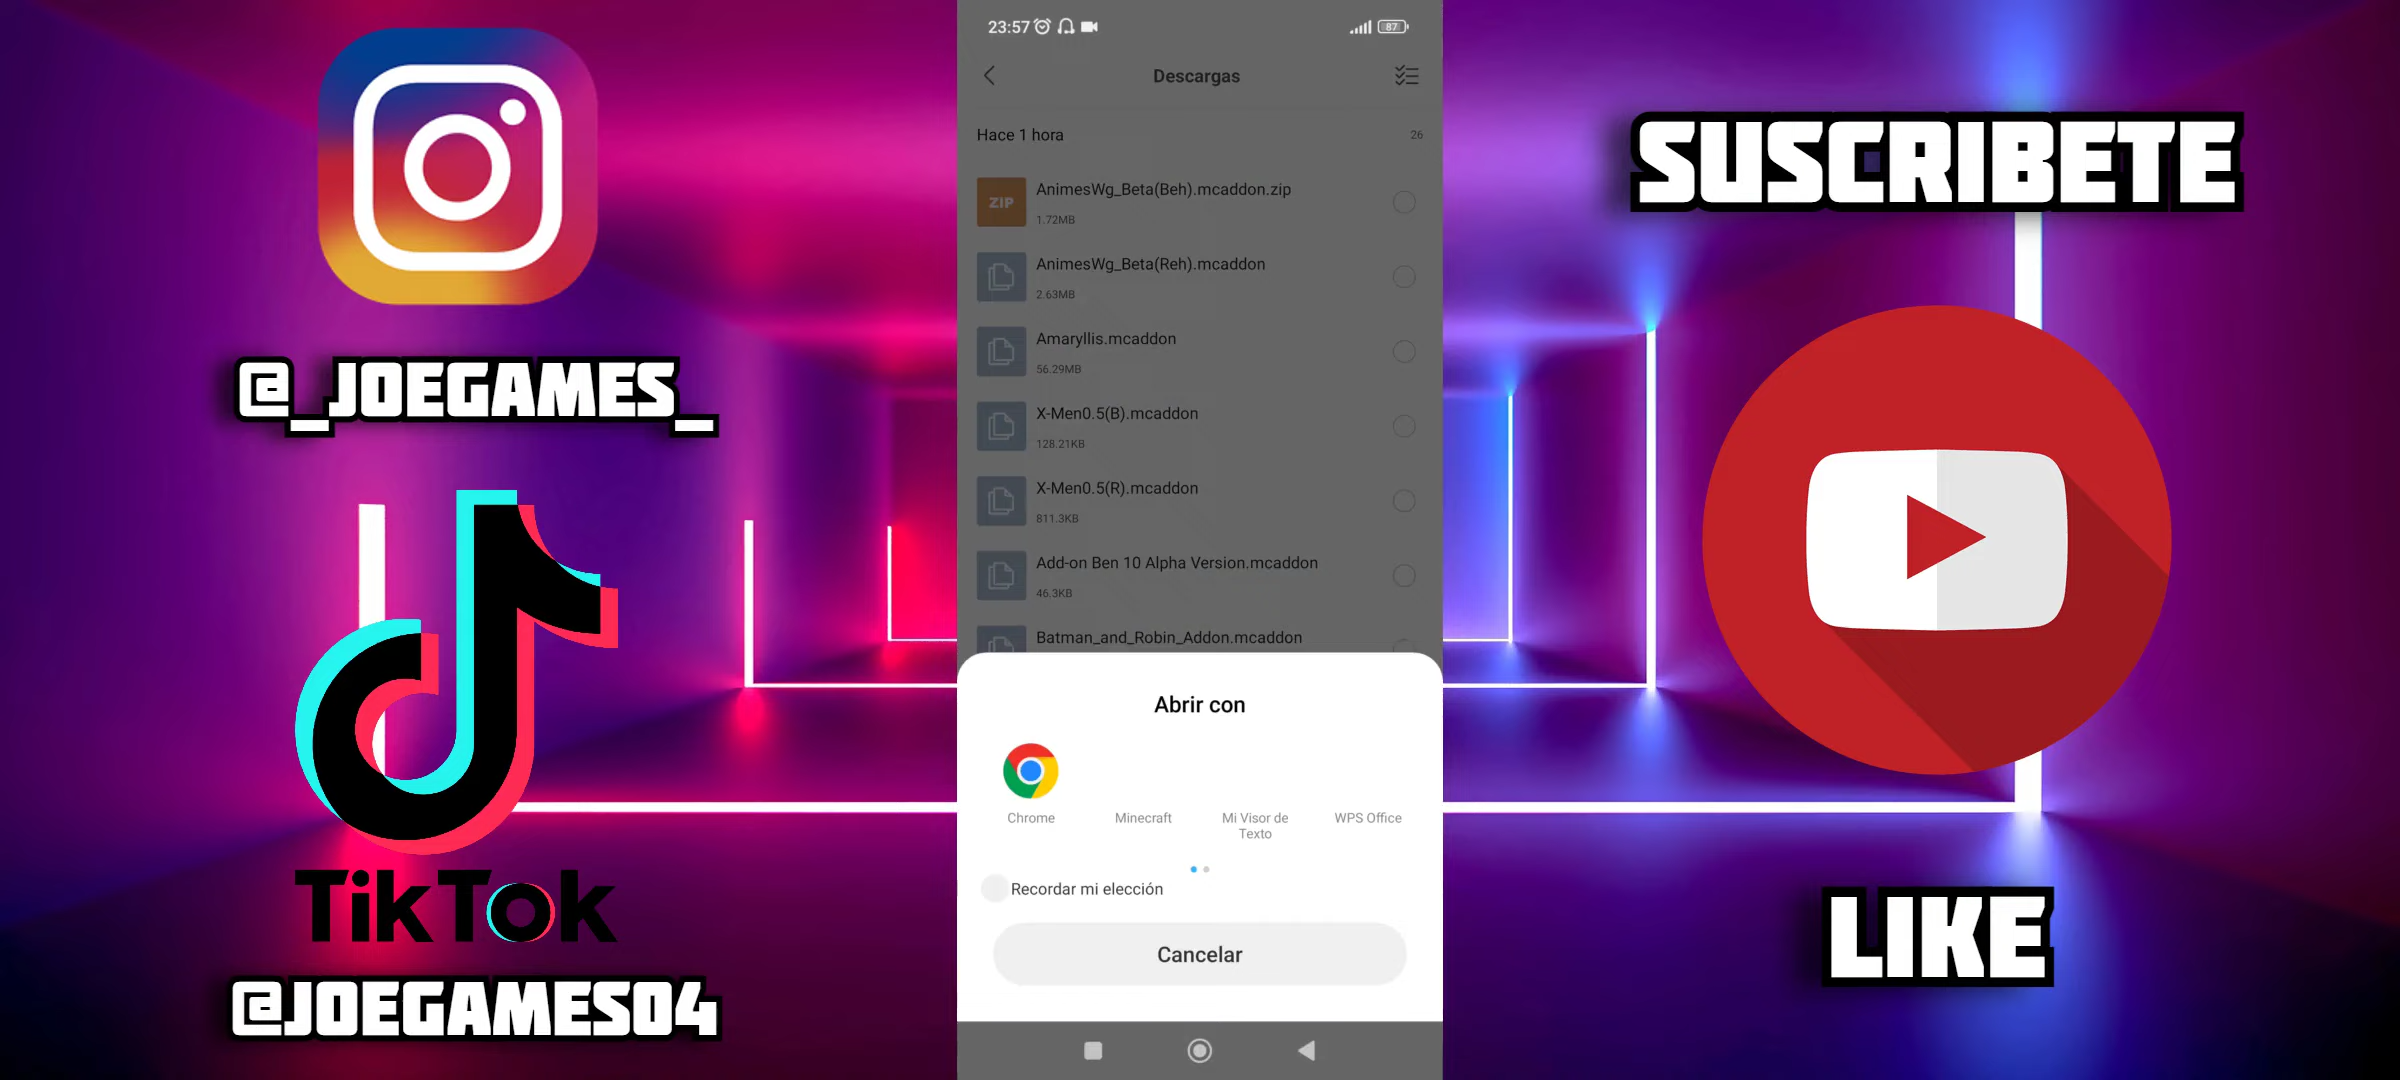 @_JOEGAMES_
TikTok
@JOEGAMES04
23:57
87
Descargas
Hace 1 hora
26
ZIP
AnimesWg_Beta(Beh).mcaddon.zip
1.72MB
AnimesWg_Beta(Reh).mcaddon
2.63MB
Amaryllis.mcaddon
56.29MB
X-Men0.5(B).mcaddon
128.21KB
X-Men0.5(R).mcaddon
811.3KB
Add-on Ben 10 Alpha Version.mcaddon
46.3KB
Batman_and_Robin_Addon.mcaddon
Abrir con
Chrome
Minecraft
Mi Visor de
Texto
WPS Office
Recordar mi elección
Cancelar
SUSCRIBETE
LIKE